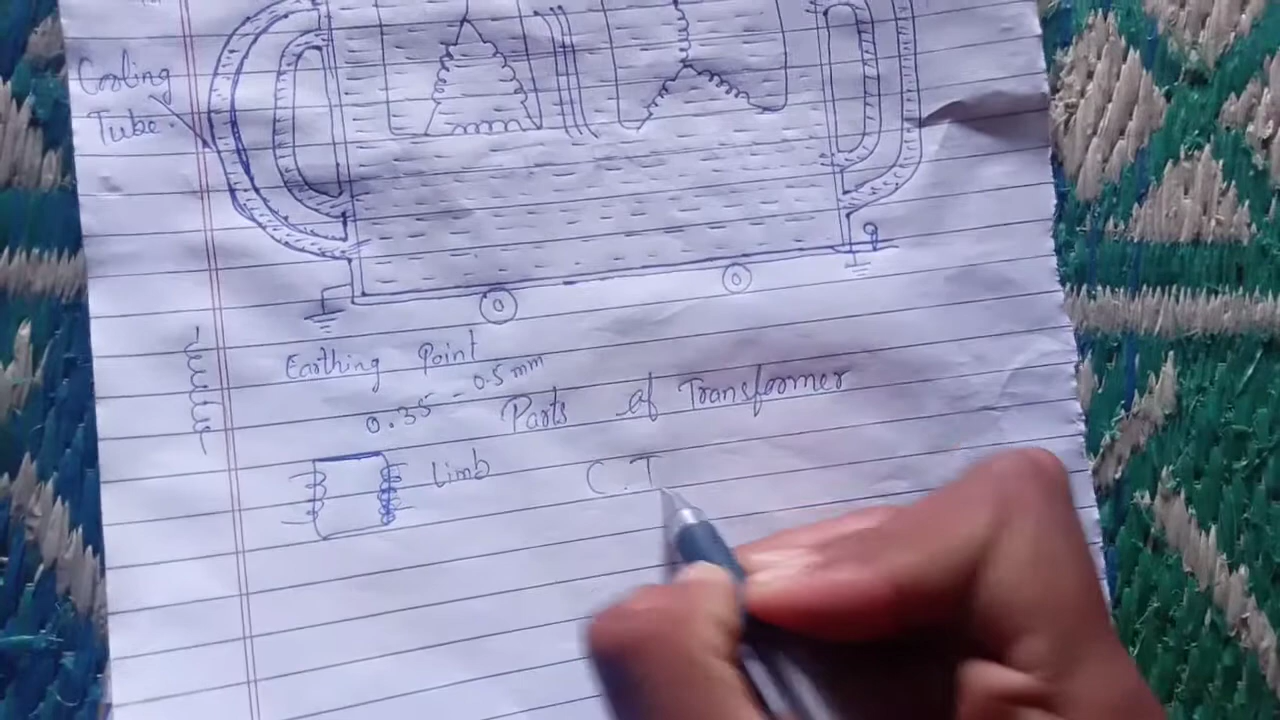 Cooling
Tube.
Earthing Point
0.35 - 0.5 mm
Parts of Transformer
Limb
C.T